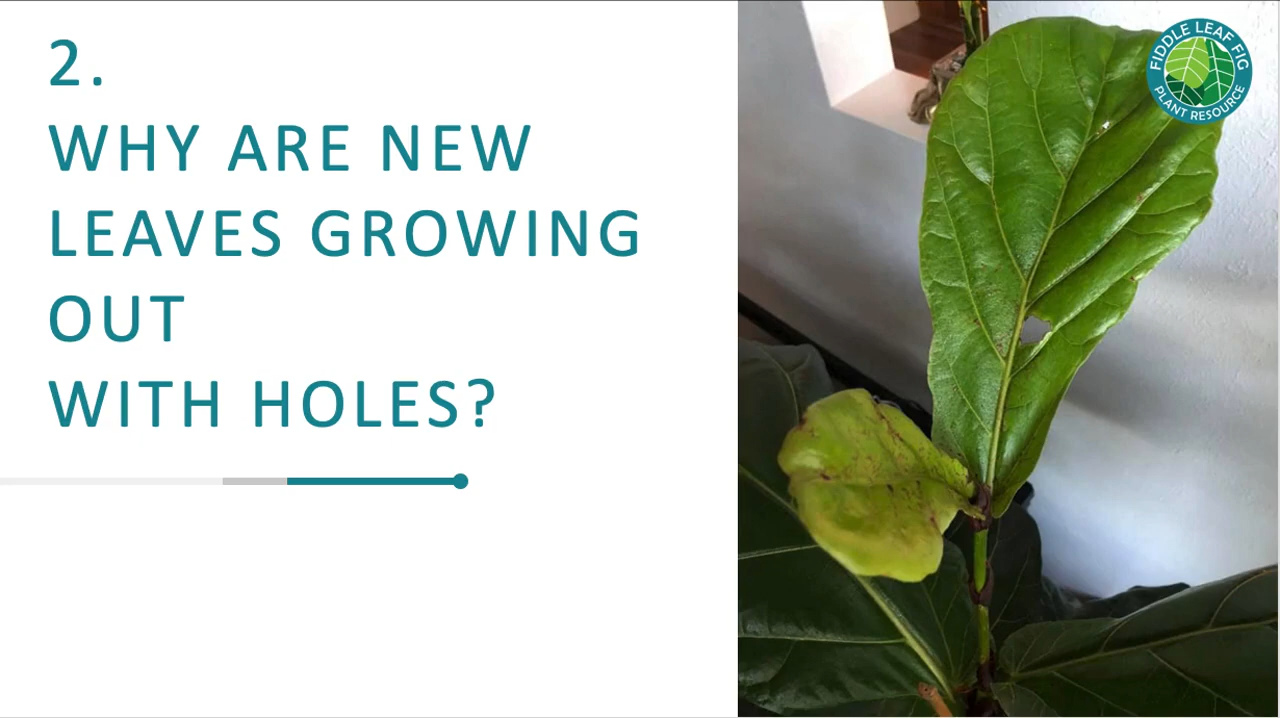 2.
WHY ARE NEW
LEAVES GROWING
OUT
WITH HOLES?
FIDDLE LEAF FIG
PLANT RESOURCE